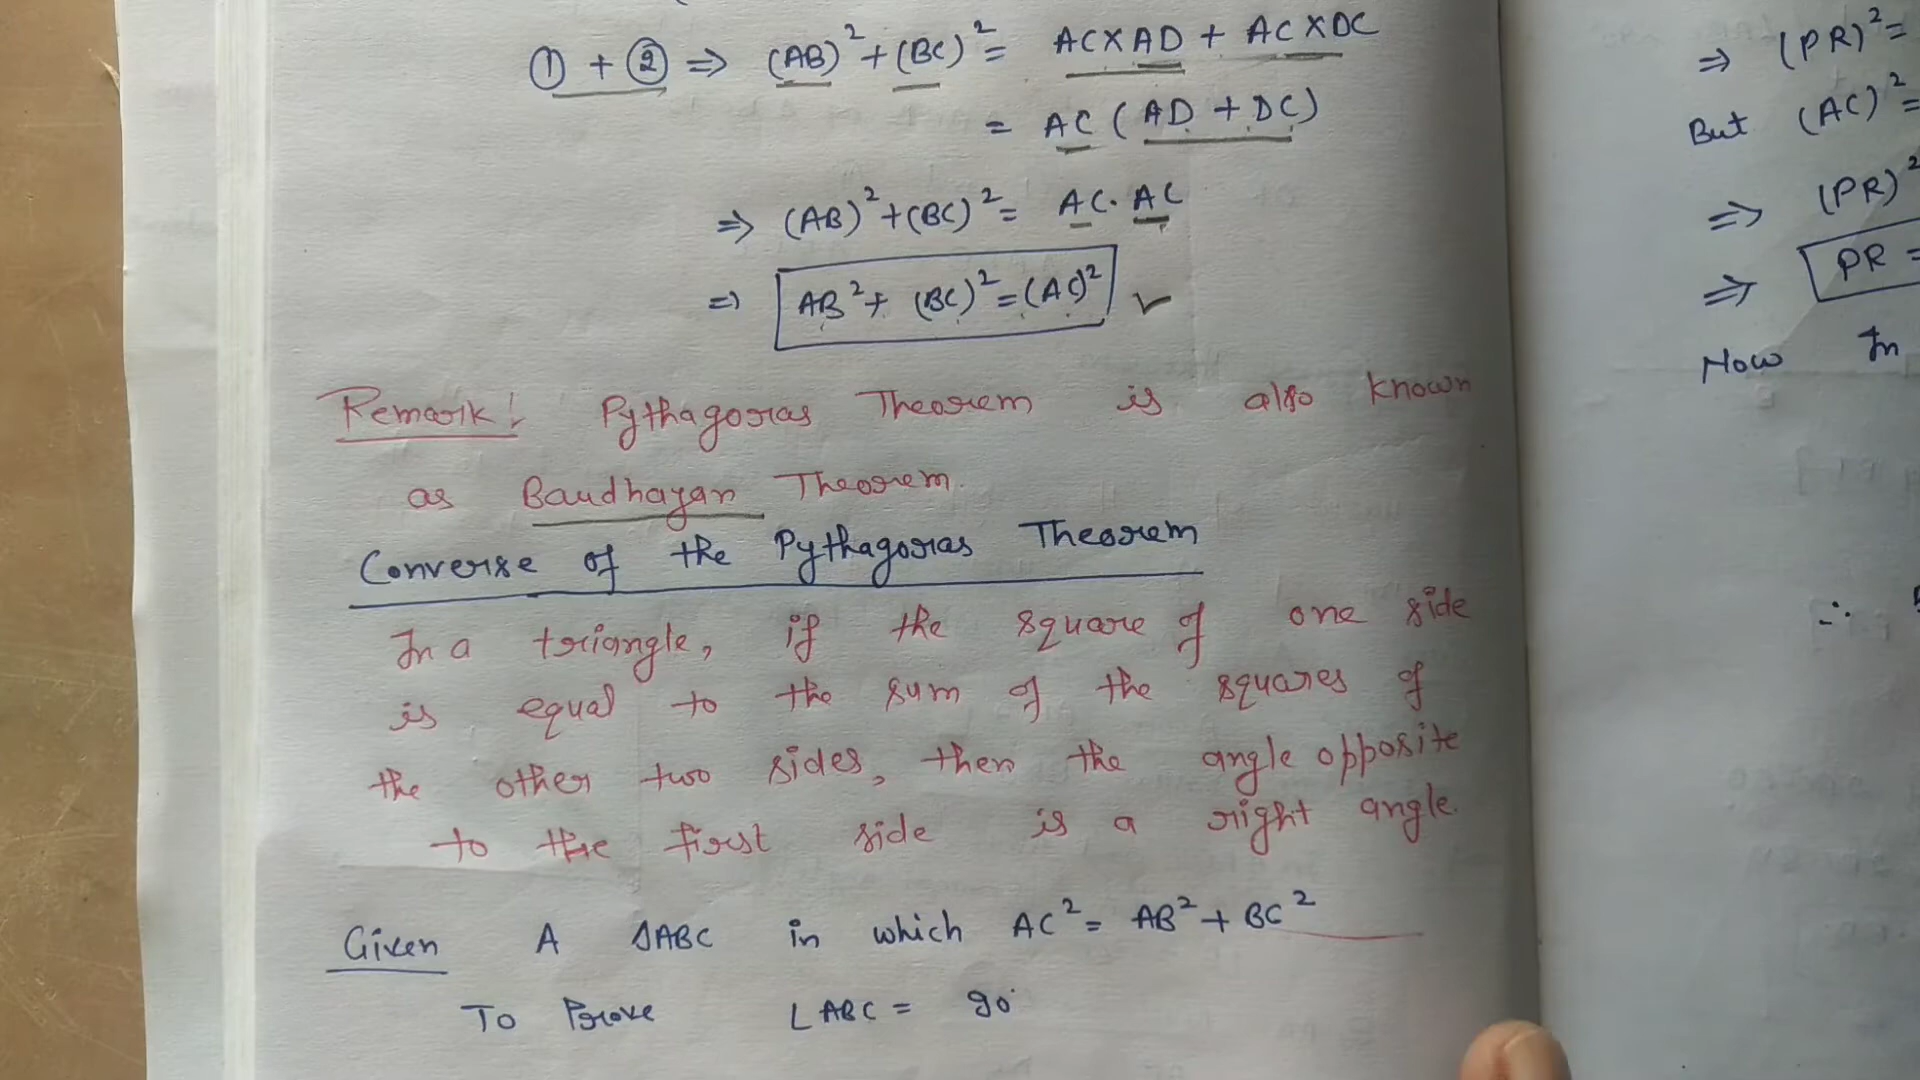 ① + ② ⇒ (AB)² + (BC)² = AC×AD + AC×DC
= AC (AD + DC)
⇒ (AB)² + (BC)² = AC. AC
⇒ AB² + (BC)² = (AC)² ✓
Remark! Pythagoras Theorem is also known
as Baudhayan Theorem.
Converse of the Pythagoras Theorem
In a triangle, if the square of one side
is equal to the sum of the squares of
the other two sides, then the angle opposite
to the first side is a right angle.
Given A ΔABC in which AC² = AB² + BC²
To Prove ∠ABC = 90°
⇒ (PR)² =
But (AC)² =
⇒ (PR)²
⇒ PR =
Now In
∴